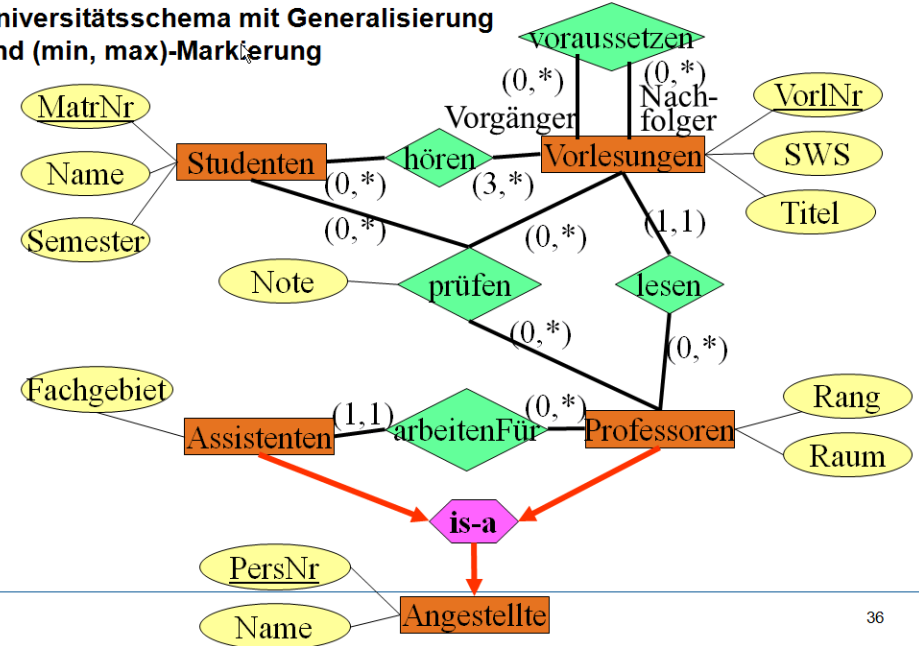 niversitätsschema mit Generalisierung
nd (min, max)-Markierung
voraussetzen
(0,*)
(0,*)
Vorgänger
Nach-
folger
MatrNr
Name
Semester
Studenten
hören
(0,*)
(3,*)
Vorlesungen
VorlNr
SWS
Titel
(0,*)
(0,*)
(1,1)
Note
prüfen
lesen
(0,*)
(0,*)
Fachgebiet
Assistenten
(1,1)
arbeitenFür
(0,*)
Professoren
Rang
Raum
is-a
PersNr
Name
Angestellte
36